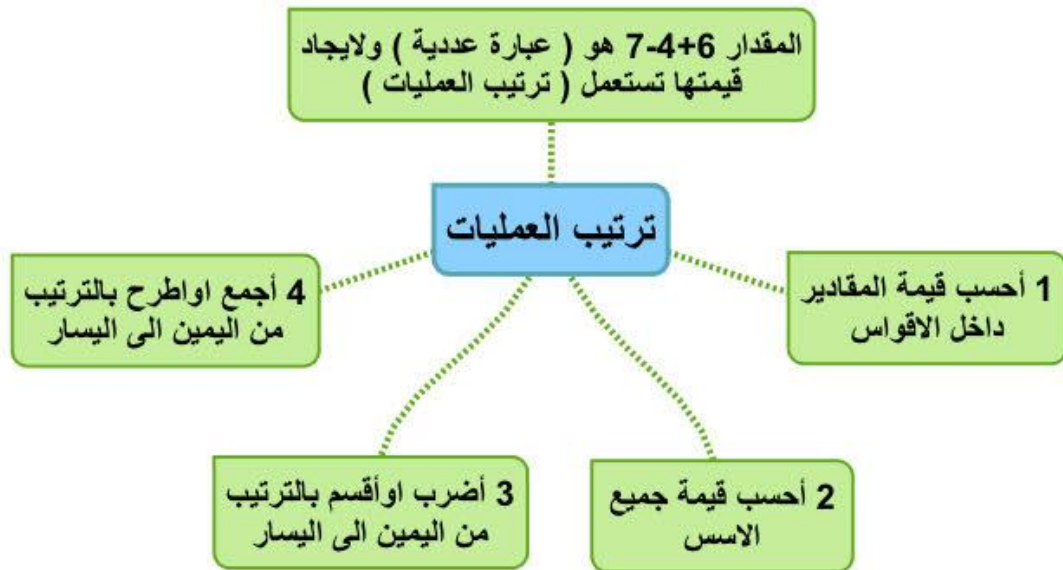 المقدار 6+4-7 هو ( عبارة عددية ) ولايجاد
قيمتها تستعمل ( ترتيب العمليات )
ترتيب العمليات
1 أحسب قيمة المقادير
داخل الاقواس
2 أحسب قيمة جميع
الاسس
3 أضرب اوأقسم بالترتيب
من اليمين الى اليسار
4 أجمع اواطرح بالترتيب
من اليمين الى اليسار